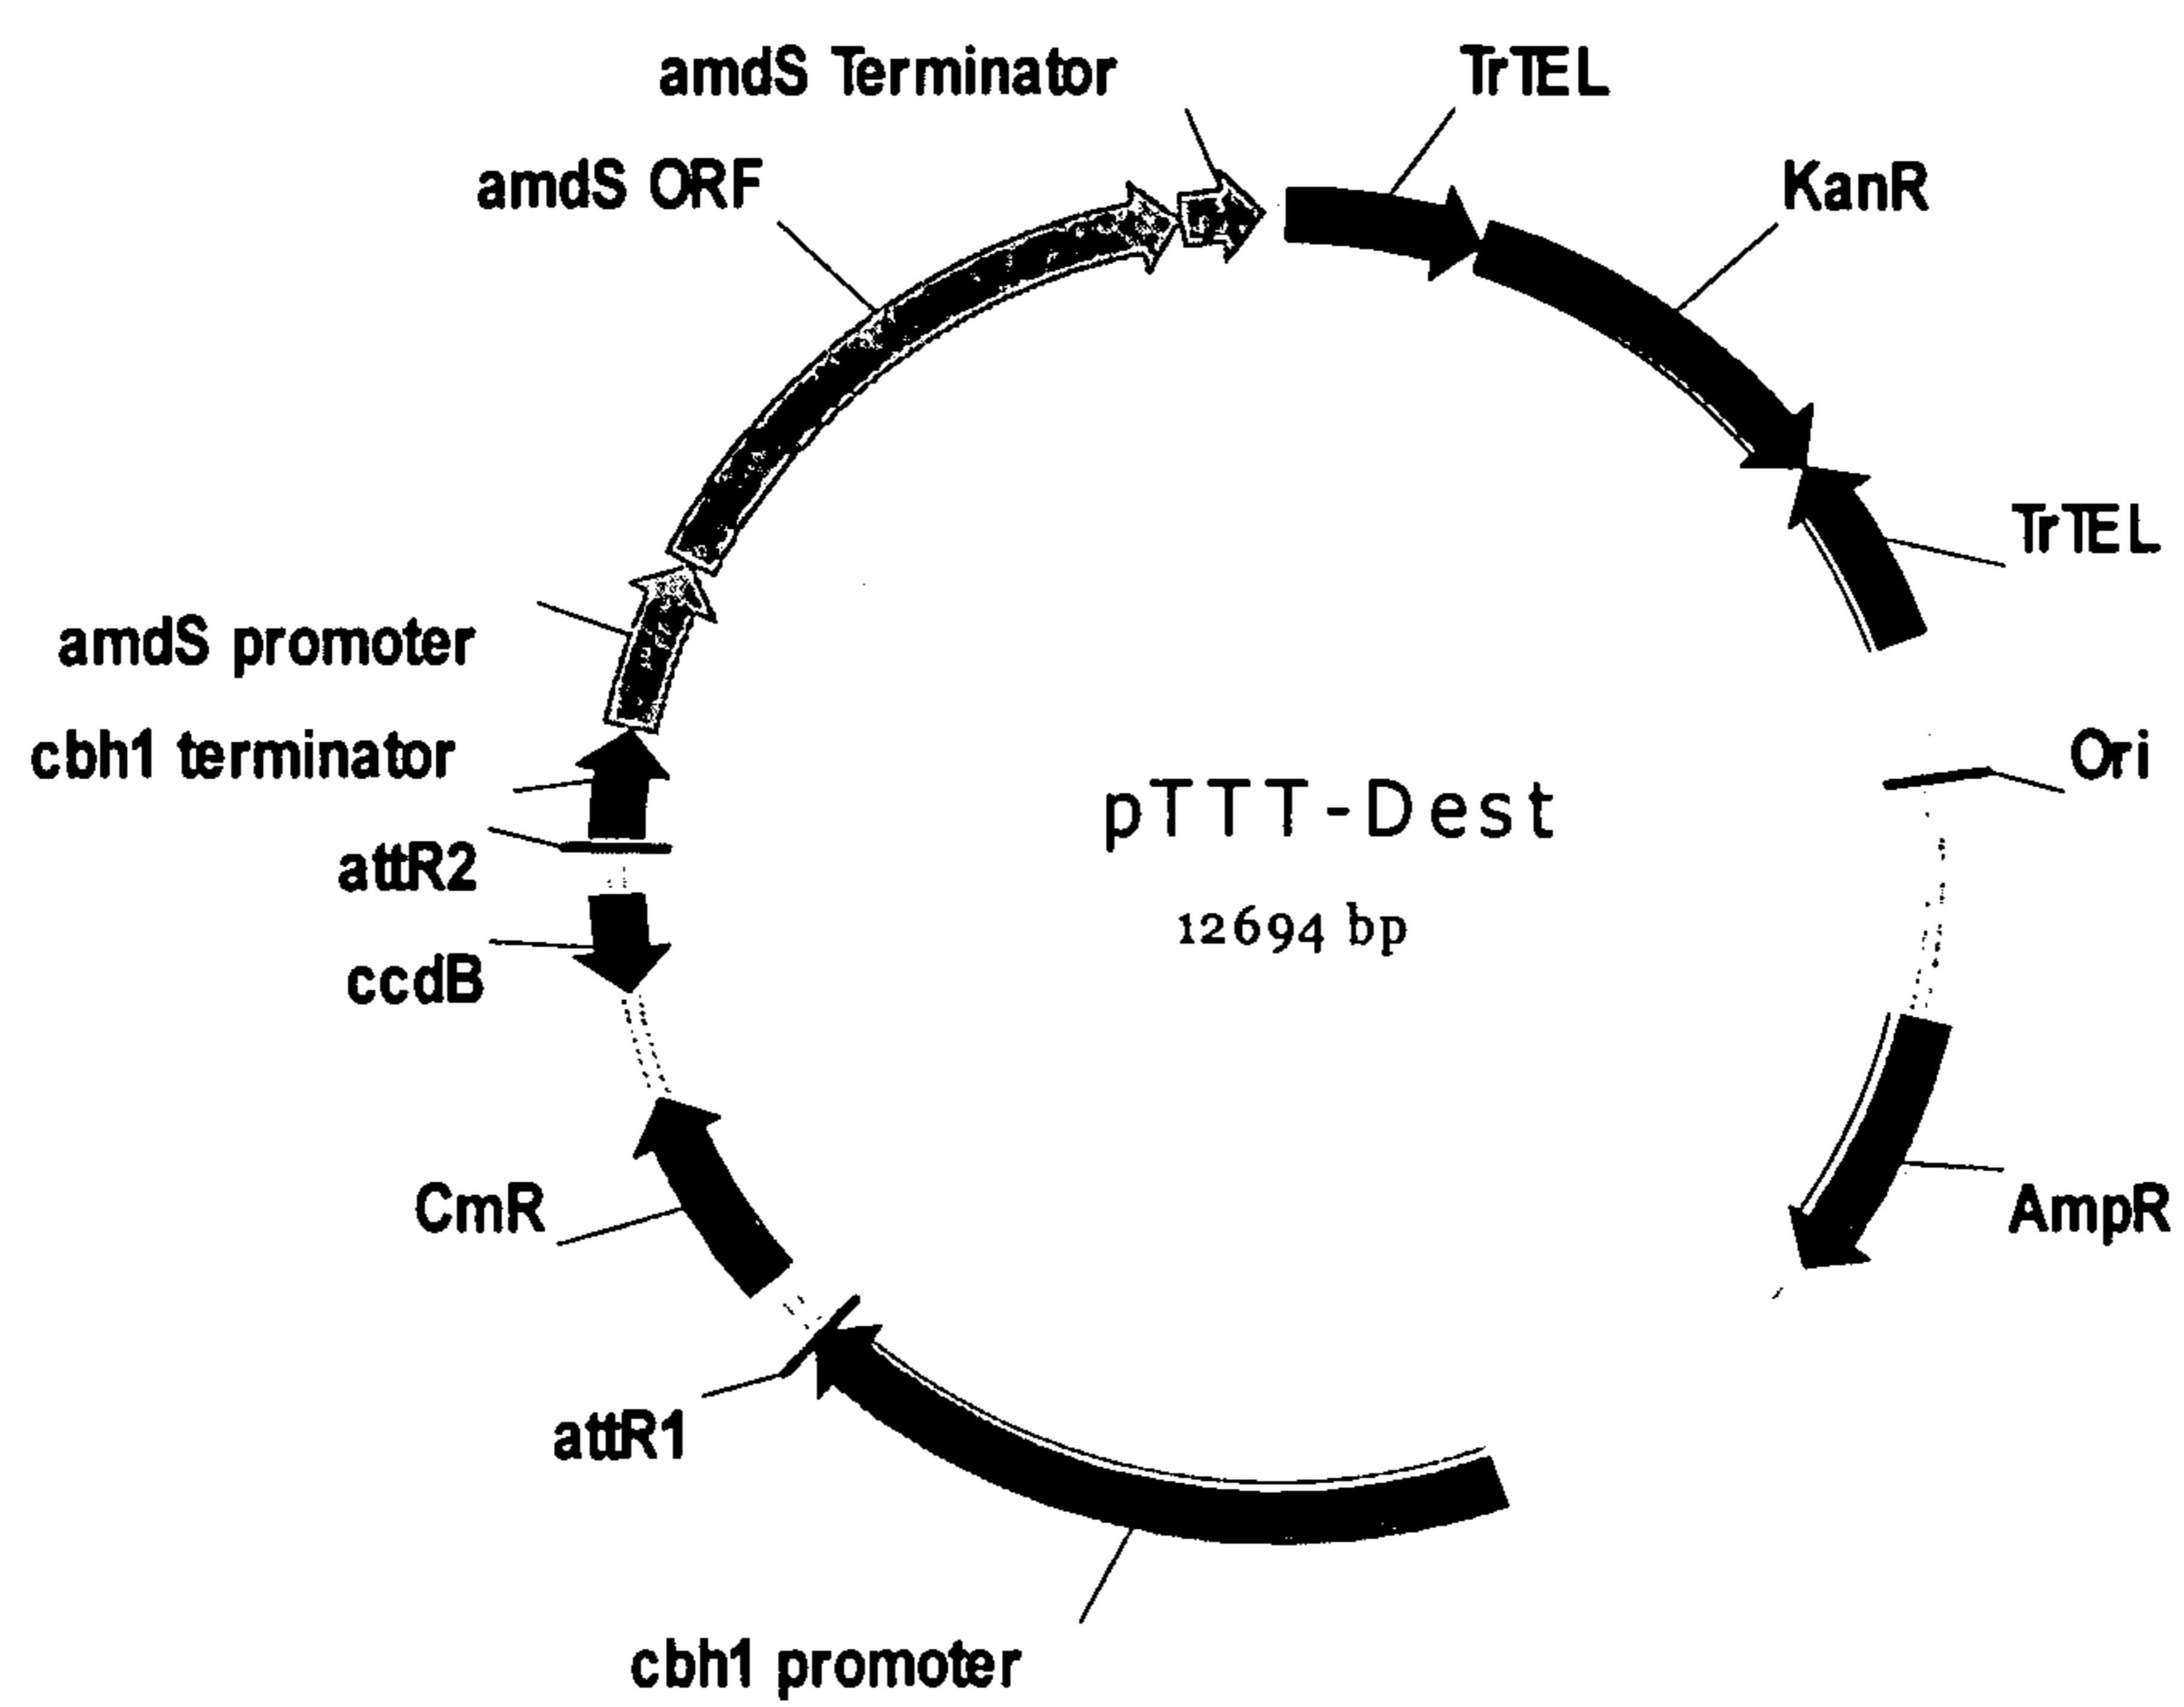 amdS Terminator
TrTEL
amdS ORF
KanR
TrTEL
amdS promoter
cbh1 terminator
Ori
pTTT-Dest
attR2
12694 bp
ccdB
CmR
AmpR
attR1
cbh1 promoter